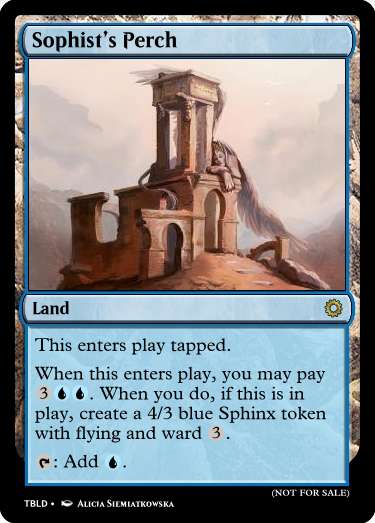 Sophist's Perch
Land
This enters play tapped.
When this enters play, you may pay
3. When you do, if this is in
play, create a 4/3 blue Sphinx token
with flying and ward 3.
: Add .
(NOT FOR SALE)
TBLD • Alicia Siemiatkowska